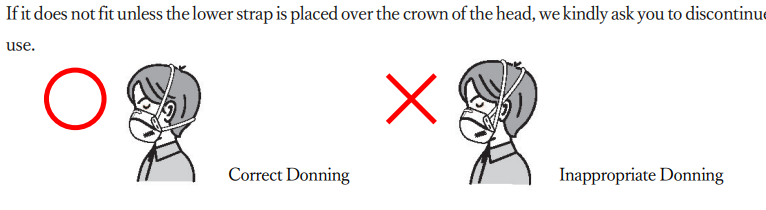 If it does not fit unless the lower strap is placed over the crown of the head, we kindly ask you to discontinue
use.
Correct Donning
Inappropriate Donning